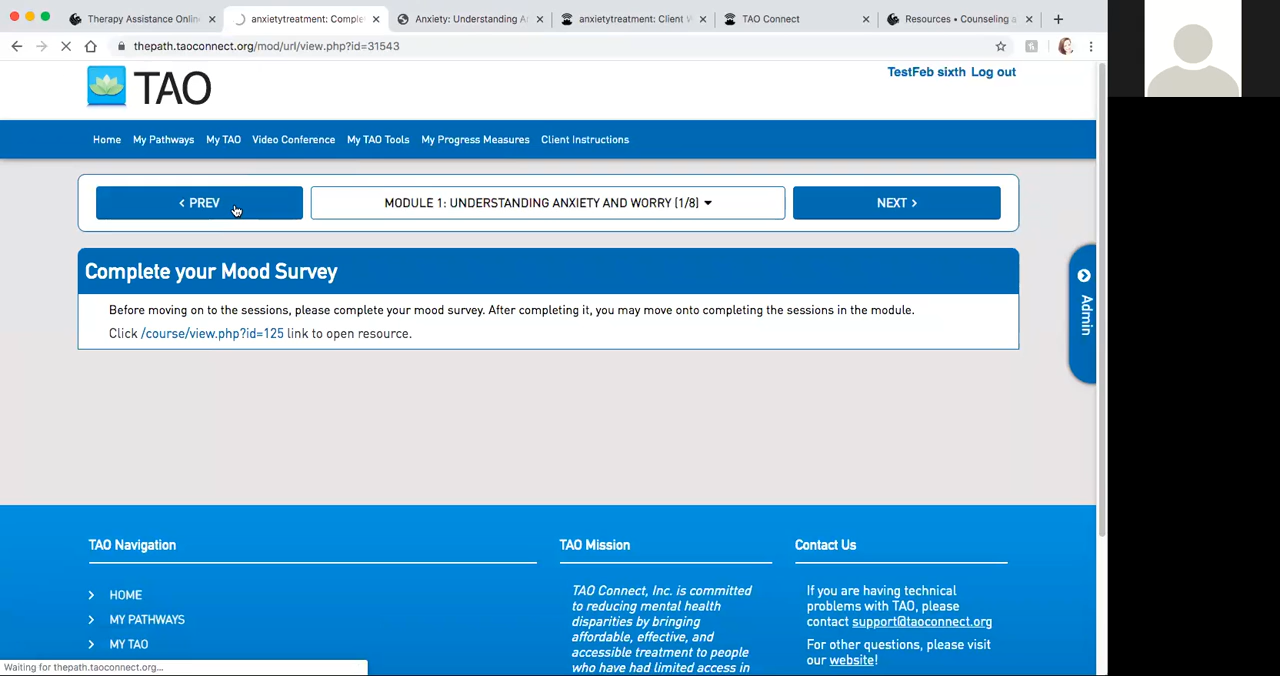 Therapy Assistance Onlin
anxietytreatment: Comple
Anxiety: Understanding A
anxietytreatment: Client W
TAO Connect
Resources • Counseling a
thepath.taoconnect.org/mod/url/view.php?id=31543
TAO
TestFeb sixth Log out
Home My Pathways My TAO Video Conference My TAO Tools My Progress Measures Client Instructions
PREV
MODULE 1: UNDERSTANDING ANXIETY AND WORRY (1/8)
NEXT
Complete your Mood Survey
Before moving on to the sessions, please complete your mood survey. After completing it, you may move onto completing the sessions in the module.
Click /course/view.php?id=125 link to open resource.
Admin
TAO Navigation
HOME
MY PATHWAYS
MY TAO
TAO Mission
TAO Connect, Inc. is committed
to reducing mental health
disparities by bringing
affordable, effective, and
accessible treatment to people
who have had limited access in
Contact Us
If you are having technical
problems with TAO, please
contact support@taoconnect.org
For other questions, please visit
our website!
Waiting for thepath.taoconnect.org...